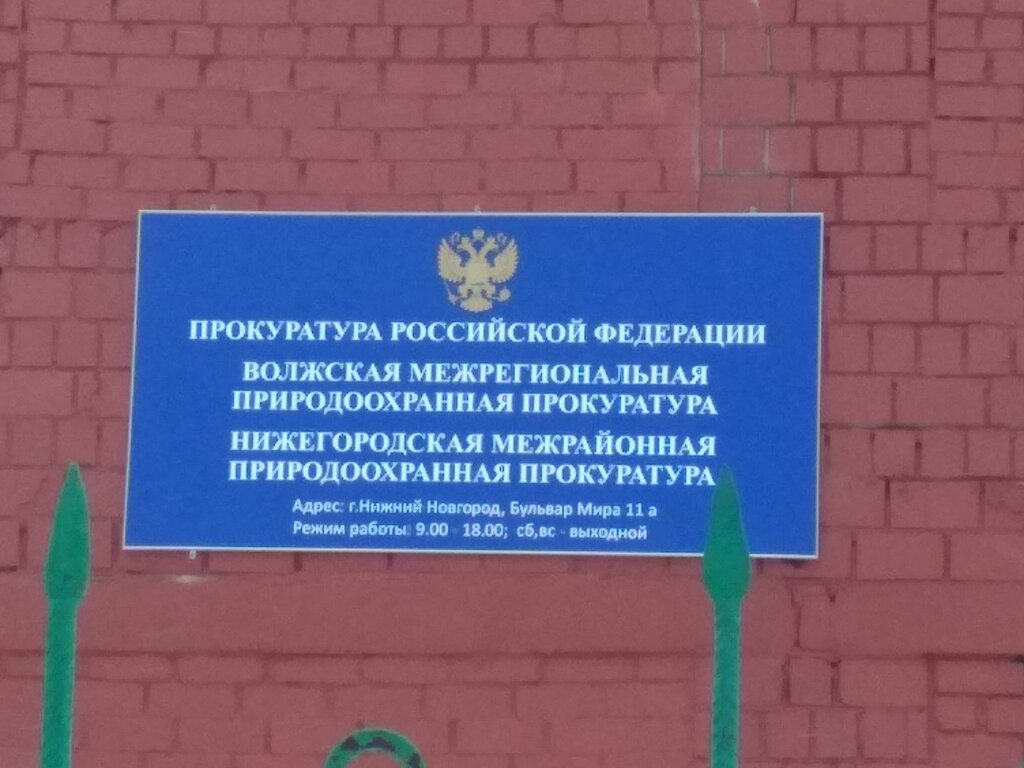 ПРОКУРАТУРА РОССИЙСКОЙ ФЕДЕРАЦИИ
ВОЛЖСКАЯ МЕЖРЕГИОНАЛЬНАЯ
ПРИРОДООХРАННАЯ ПРОКУРАТУРА
НИЖЕГОРОДСКАЯ МЕЖРАЙОННАЯ
ПРИРОДООХРАННАЯ ПРОКУРАТУРА
Адрес: г.Нижний Новгород, Бульвар Мира 11 а
Режим работы: 9.00 - 18.00; сб,вс - выходной